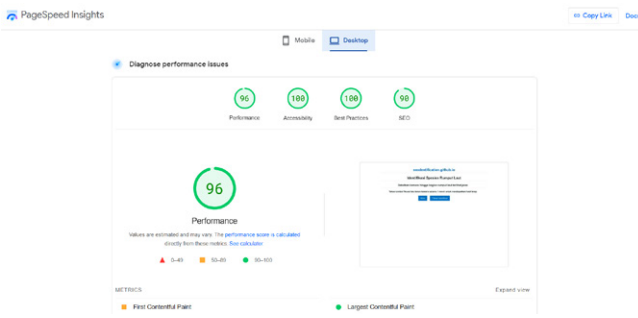 PageSpeed Insights
Copy Link
Doc
Mobile
Desktop
Diagnose performance issues
96
100
100
90
Performance
Accessibility
Best Practices
SEO
96
Performance
Values are estimated and may vary. The performance score is calculated
directly from these metrics. See calculator.
0–49
50–89
90–100
METRICS
Expand view
First Contentful Paint
Largest Contentful Paint